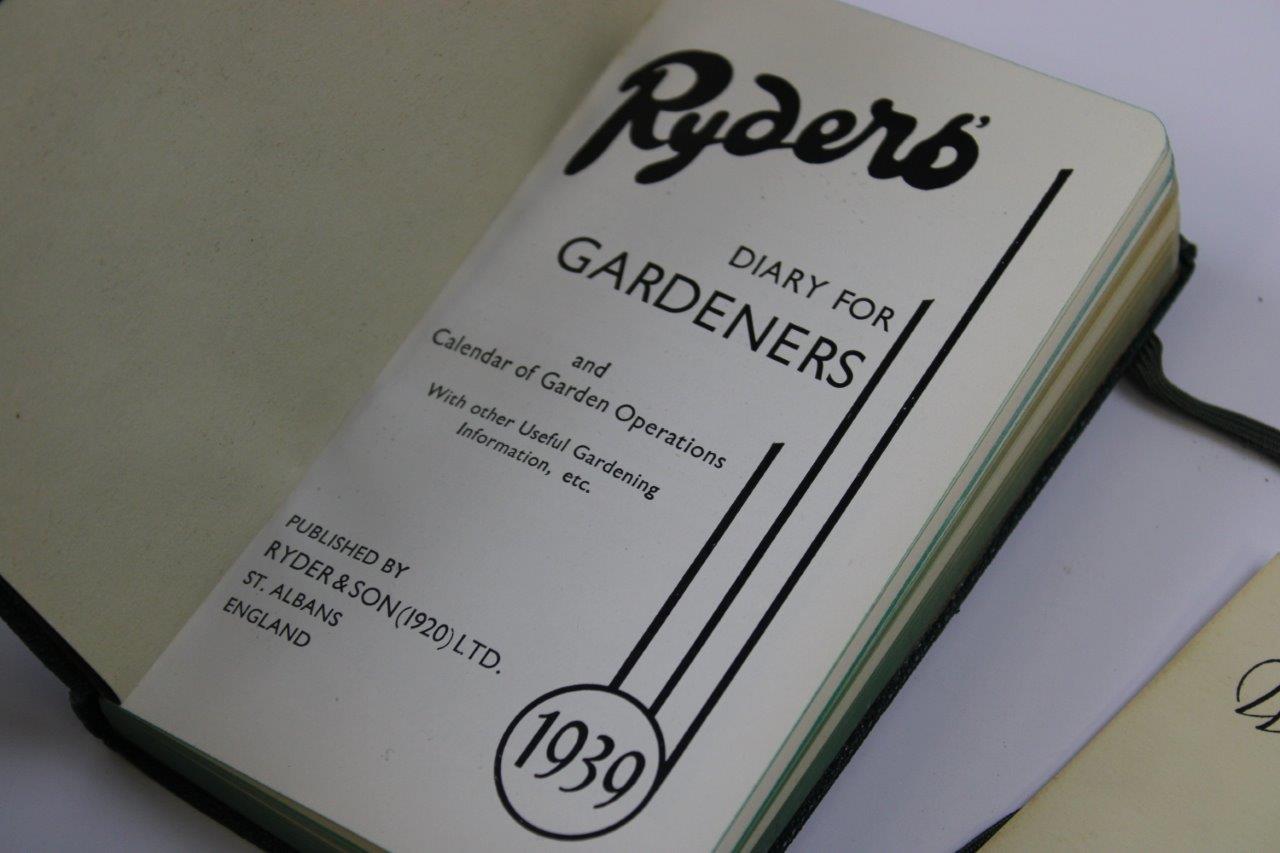 Ryders'
DIARY FOR
GARDENERS
and
Calendar of Garden Operations
With other Useful Gardening
Information, etc.
PUBLISHED BY
RYDER & SON (1920) LTD.
ST. ALBANS
ENGLAND
1939